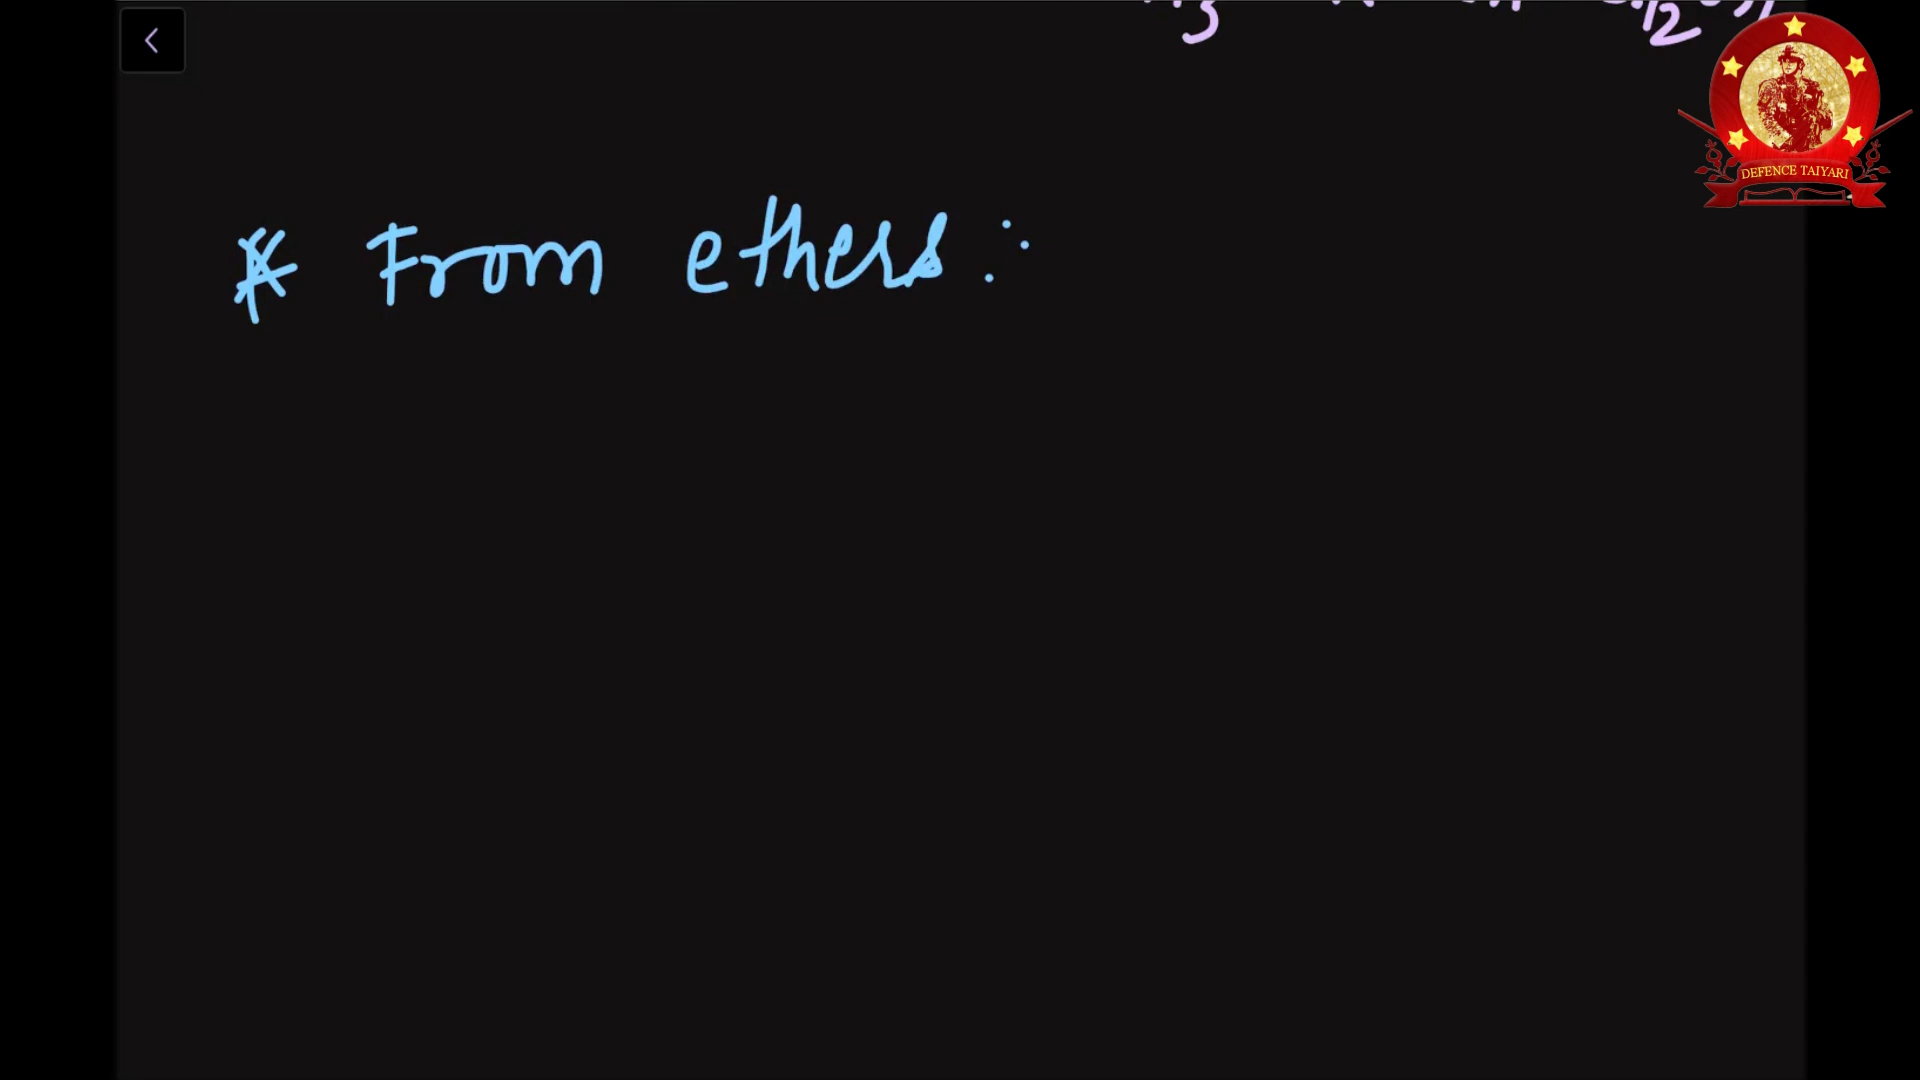 DEFENCE TAIYARI
* From ethers :-